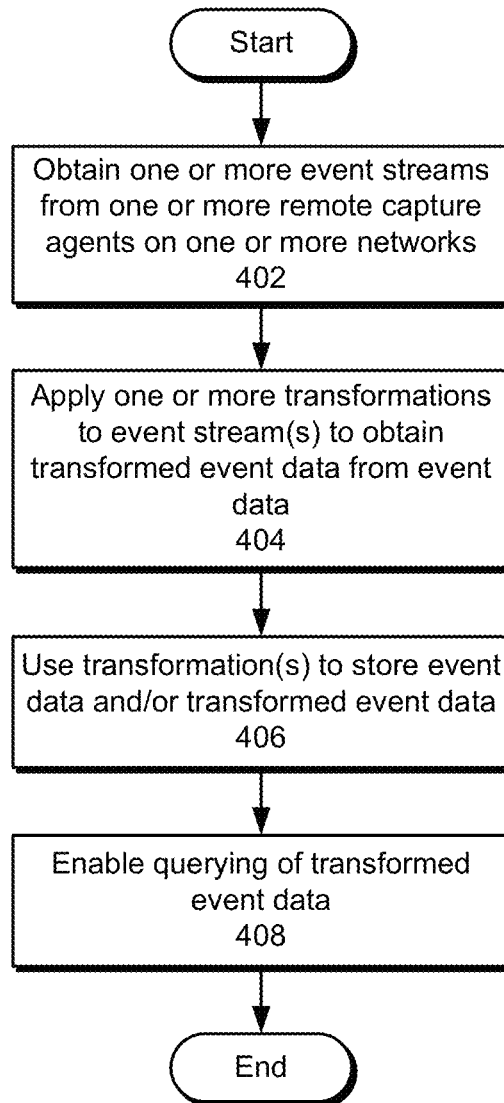 Start
Obtain one or more event streams
from one or more remote capture
agents on one or more networks
402
Apply one or more transformations
to event stream(s) to obtain
transformed event data from event
data
404
Use transformation(s) to store event
data and/or transformed event data
406
Enable querying of transformed
event data
408
End